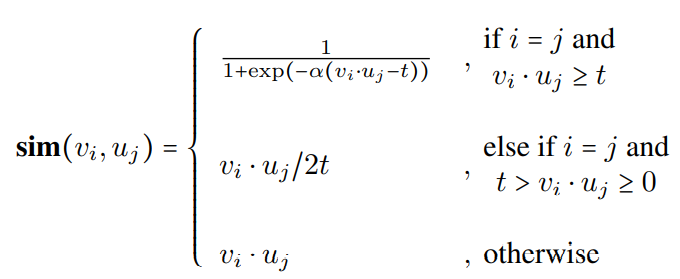 sim(v_i, u_j) = {
1 / 1+exp(−α(v_i·u_j−t)) , if i = j and
v_i · u_j ≥ t
v_i · u_j/2t , else if i = j and
t > v_i · u_j ≥ 0
v_i · u_j , otherwise